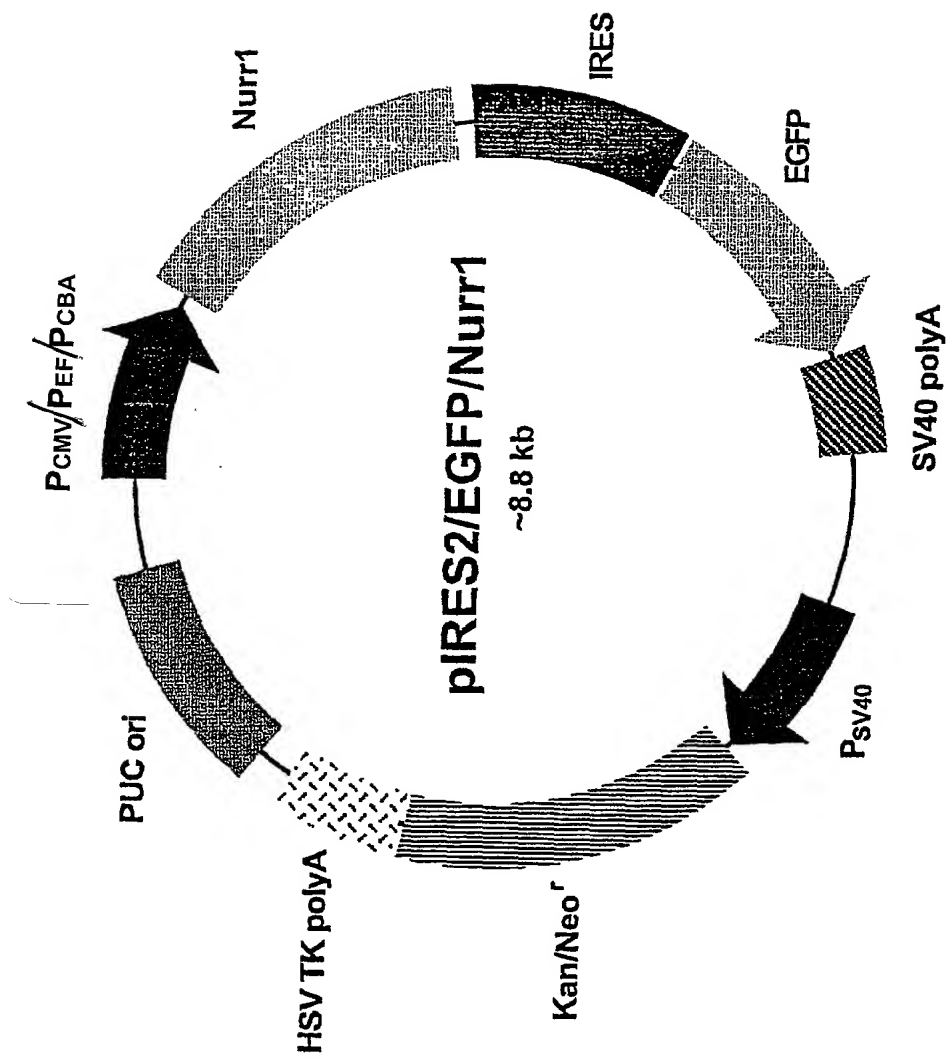 PCMV/PEF/PCBA
Nurr1
IRES
EGFP
SV40 polyA
PSV40
Kan/Neoʳ
HSV TK polyA
PUC ori
pIRES2/EGFP/Nurr1
~8.8 kb